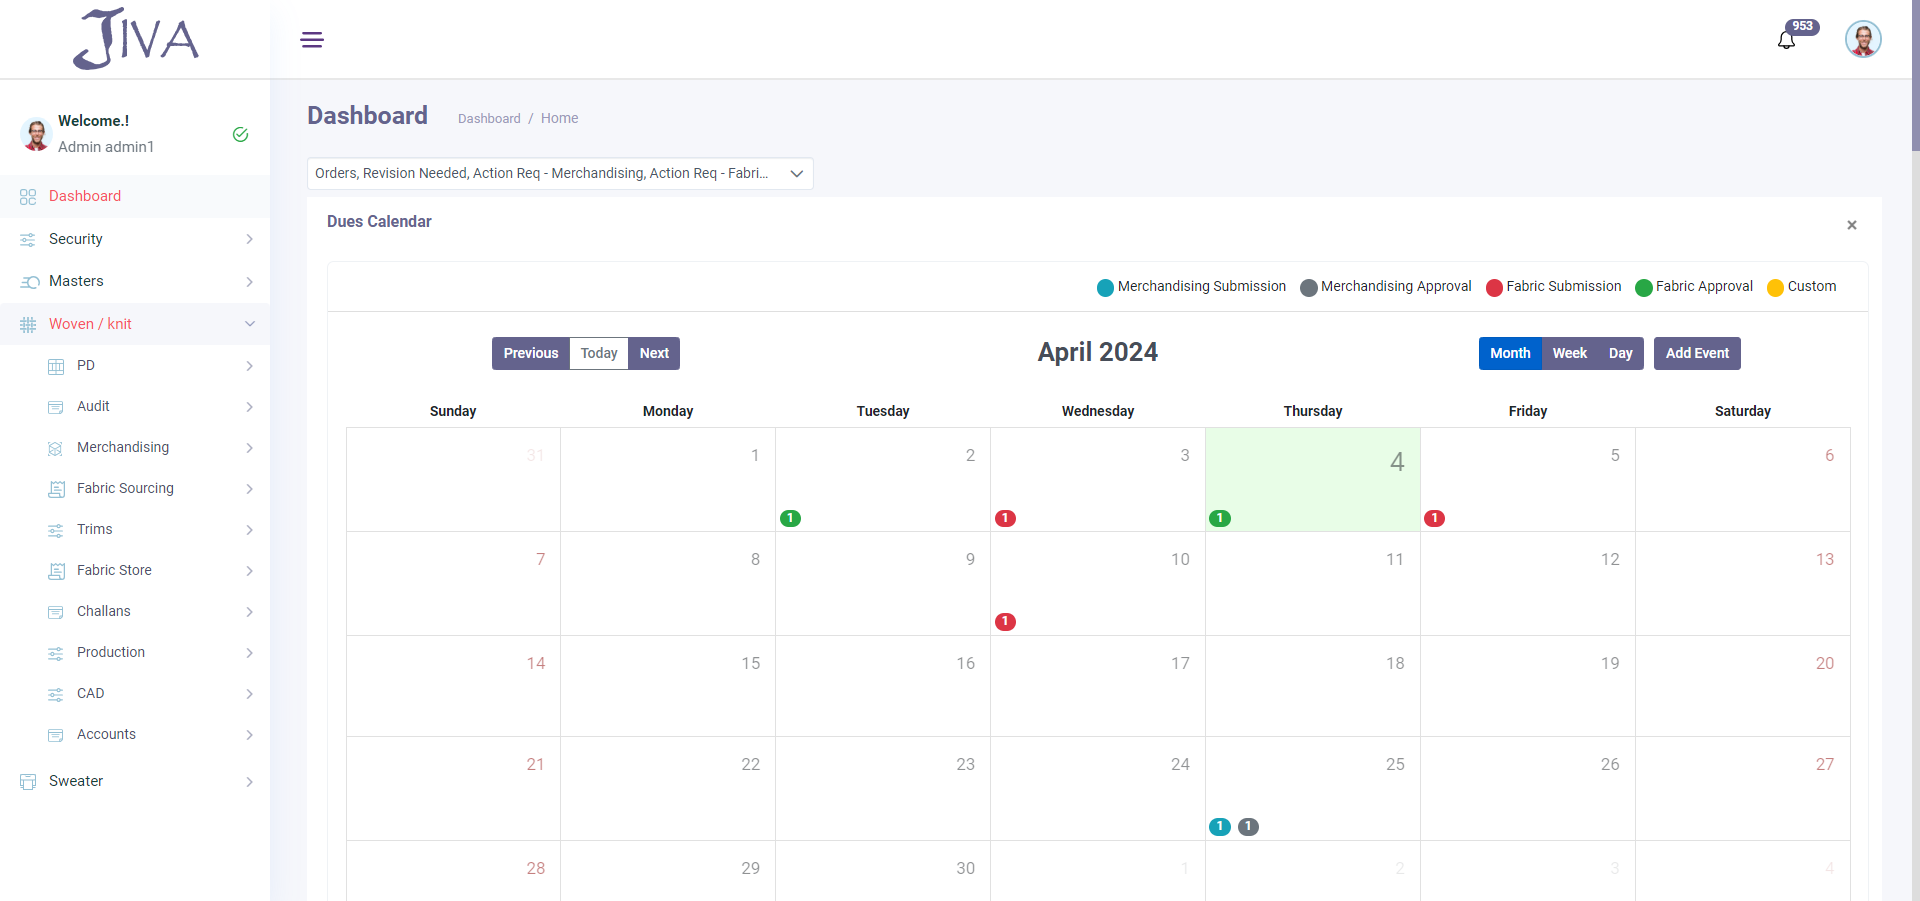 JIVA
953
Welcome.!
Admin admin1
Dashboard
Security
Masters
Woven / knit
PD
Audit
Merchandising
Fabric Sourcing
Trims
Fabric Store
Challans
Production
CAD
Accounts
Sweater
Dashboard
Dashboard / Home
Orders, Revision Needed, Action Req - Merchandising, Action Req - Fabri...
Dues Calendar
×
Merchandising Submission Merchandising Approval Fabric Submission Fabric Approval Custom
Previous Today Next
April 2024
Month Week Day Add Event
Sunday Monday Tuesday Wednesday Thursday Friday Saturday
31 1 2 3 4 5 6
1 1 1 1
7 8 9 10 11 12 13
1
14 15 16 17 18 19 20
21 22 23 24 25 26 27
1 1
28 29 30 1 2 3 4